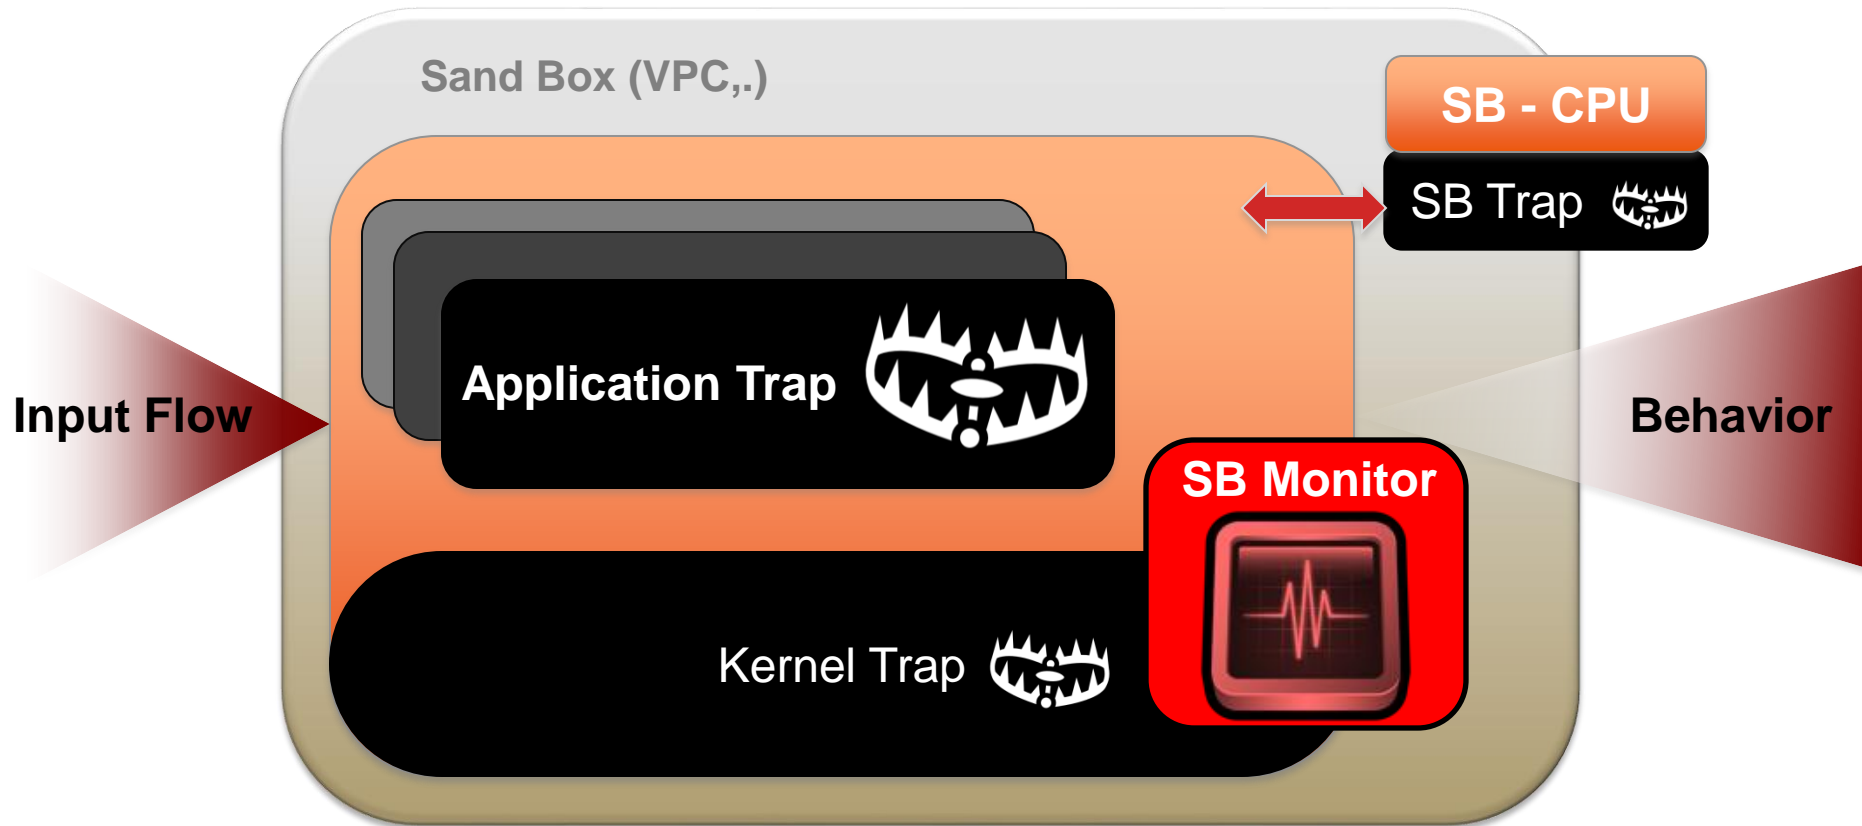 Sand Box (VPC,.)
SB - CPU
SB Trap
Application Trap
Input Flow
Behavior
SB Monitor
Kernel Trap